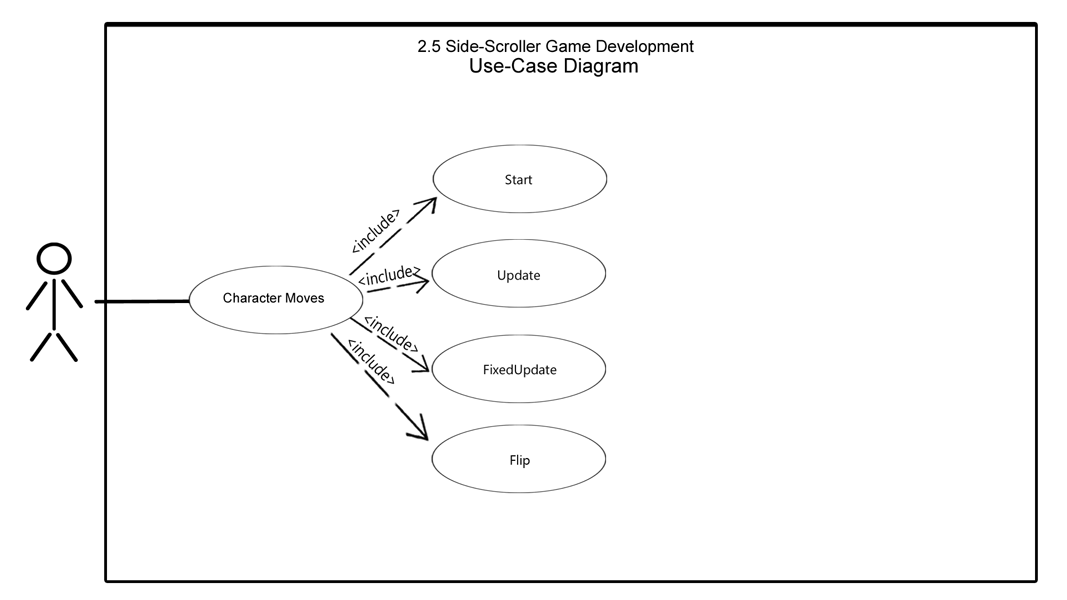 2.5 Side-Scroller Game Development
Use-Case Diagram
Start
<include>
Update
<include>
Character Moves
<include>
FixedUpdate
<include>
Flip